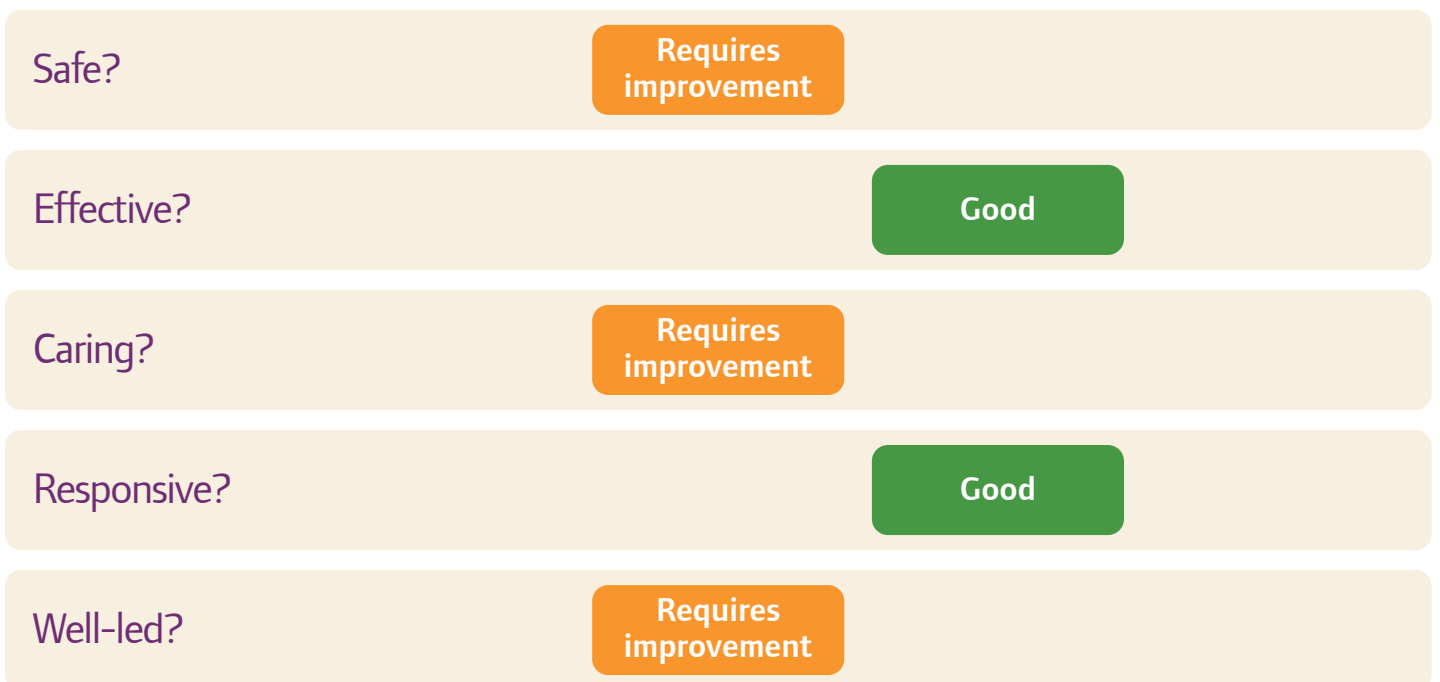 Safe?
Requires
improvement
Effective?
Good
Caring?
Requires
improvement
Responsive?
Good
Well-led?
Requires
improvement